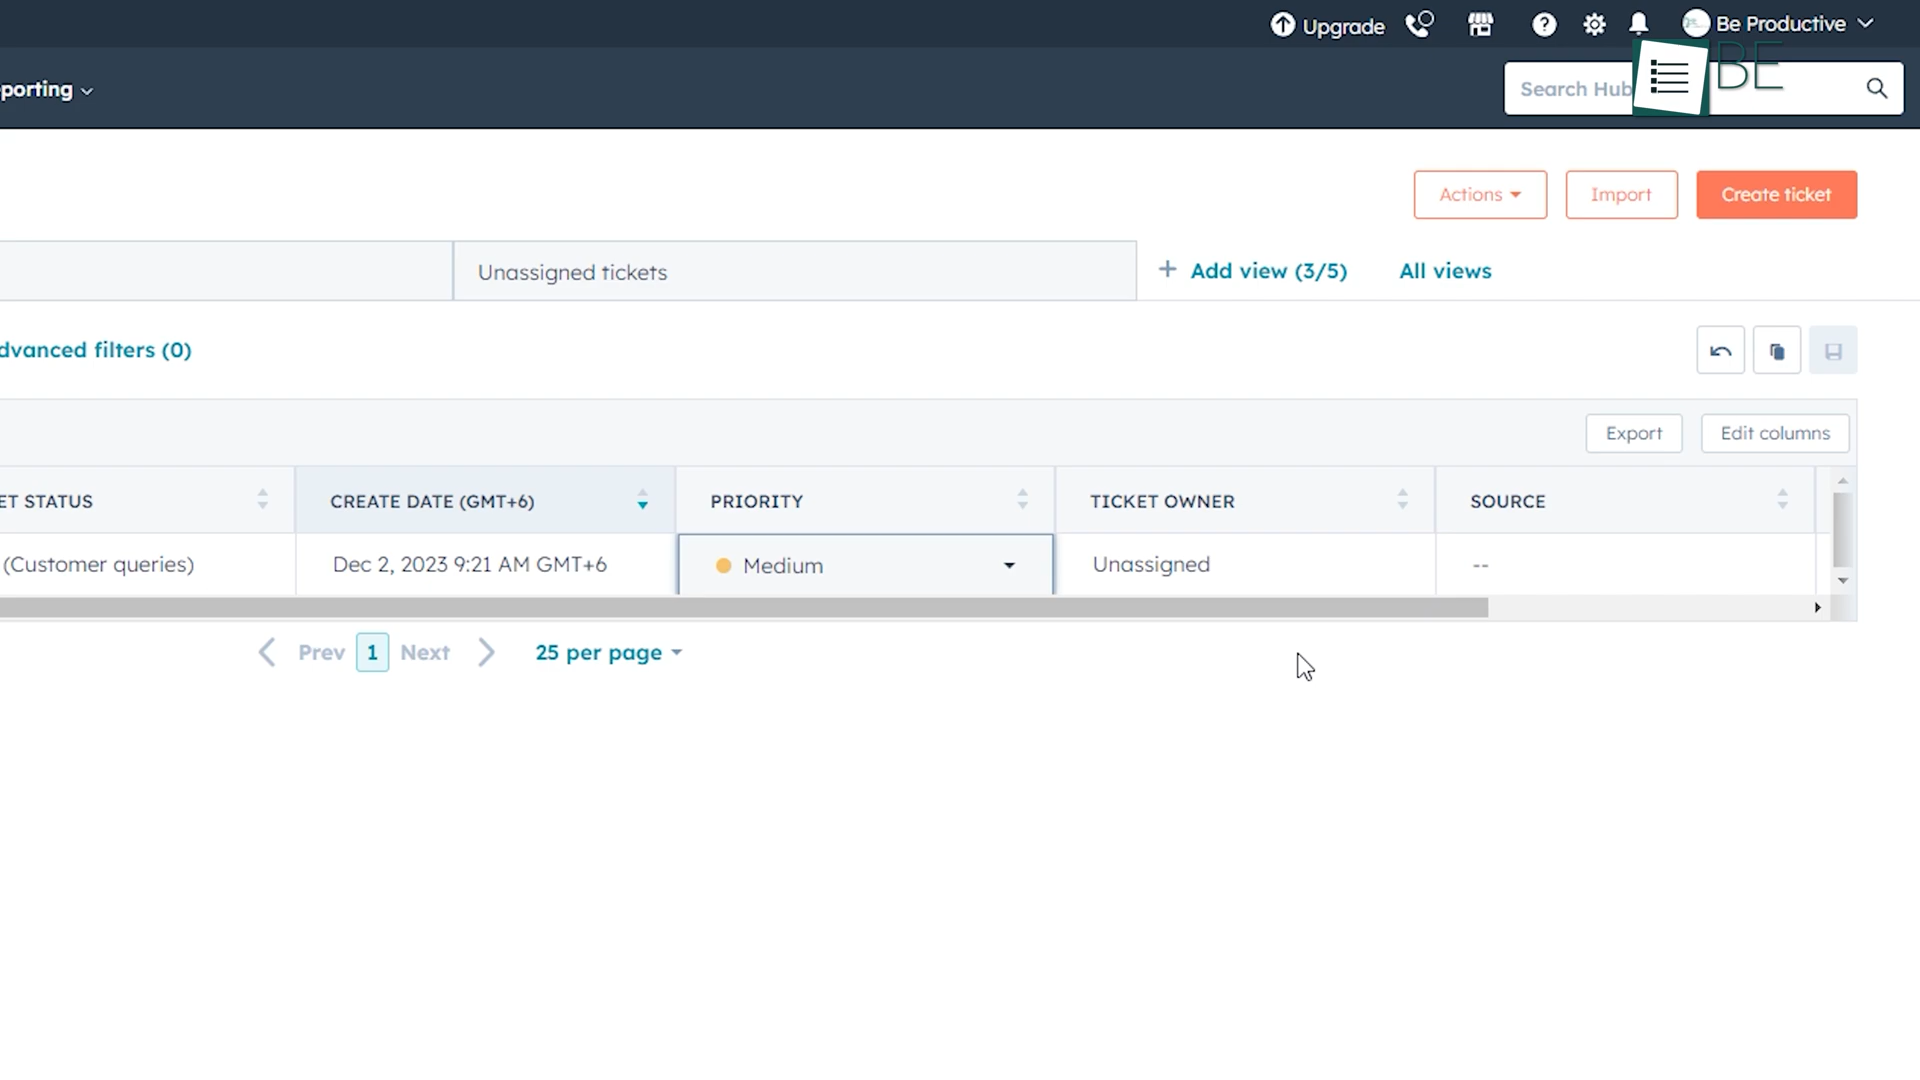 Upgrade
Be Productive
porting
Search Hub
BE
Actions
Import
Create ticket
Unassigned tickets
+ Add view (3/5)
All views
dvanced filters (0)
Export
Edit columns
ET STATUS
CREATE DATE (GMT+6)
PRIORITY
TICKET OWNER
SOURCE
(Customer queries)
Dec 2, 2023 9:21 AM GMT+6
Medium
Unassigned
--
Prev
1
Next
25 per page